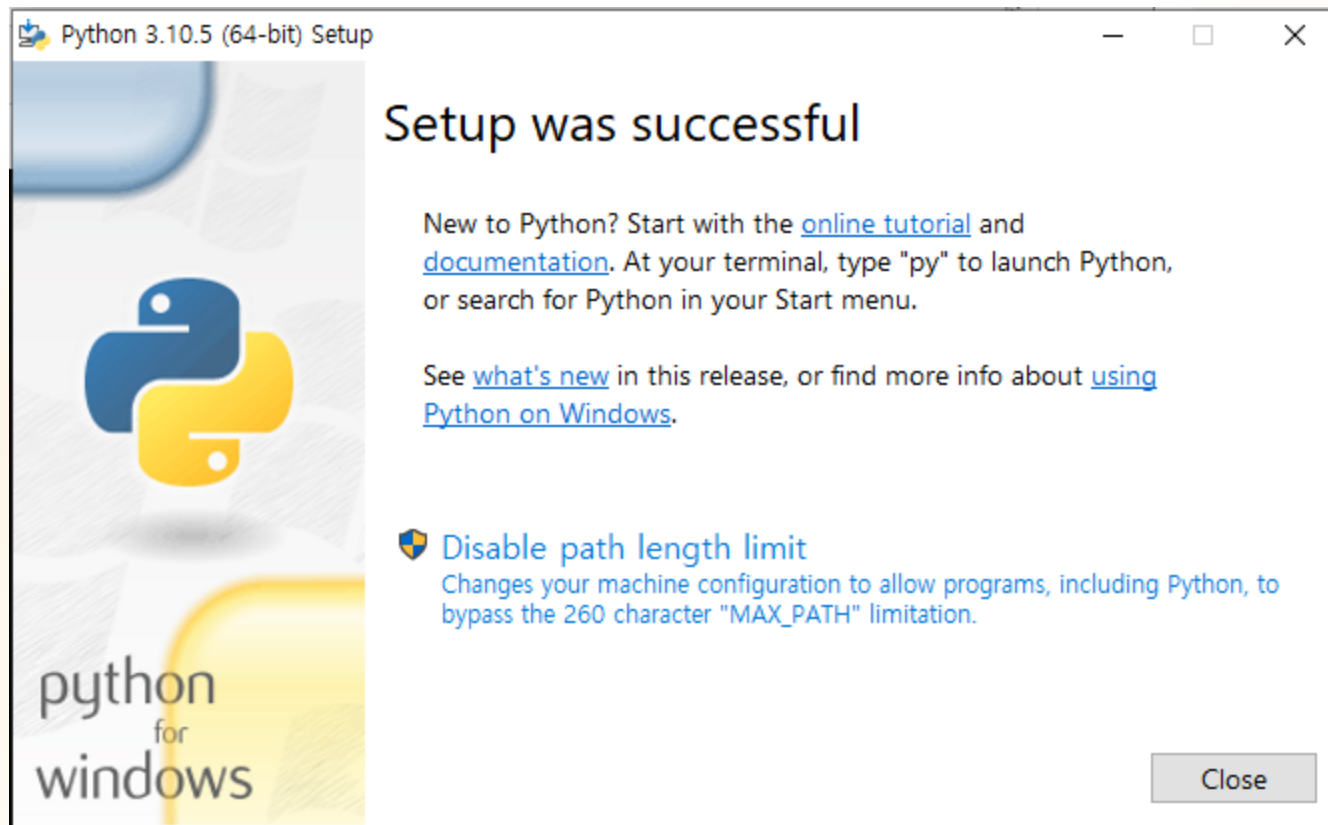 Python 3.10.5 (64-bit) Setup
Setup was successful
New to Python? Start with the online tutorial and
documentation. At your terminal, type "py" to launch Python,
or search for Python in your Start menu.
See what's new in this release, or find more info about using
Python on Windows.
Disable path length limit
Changes your machine configuration to allow programs, including Python, to
bypass the 260 character "MAX_PATH" limitation.
python
for
windows
Close